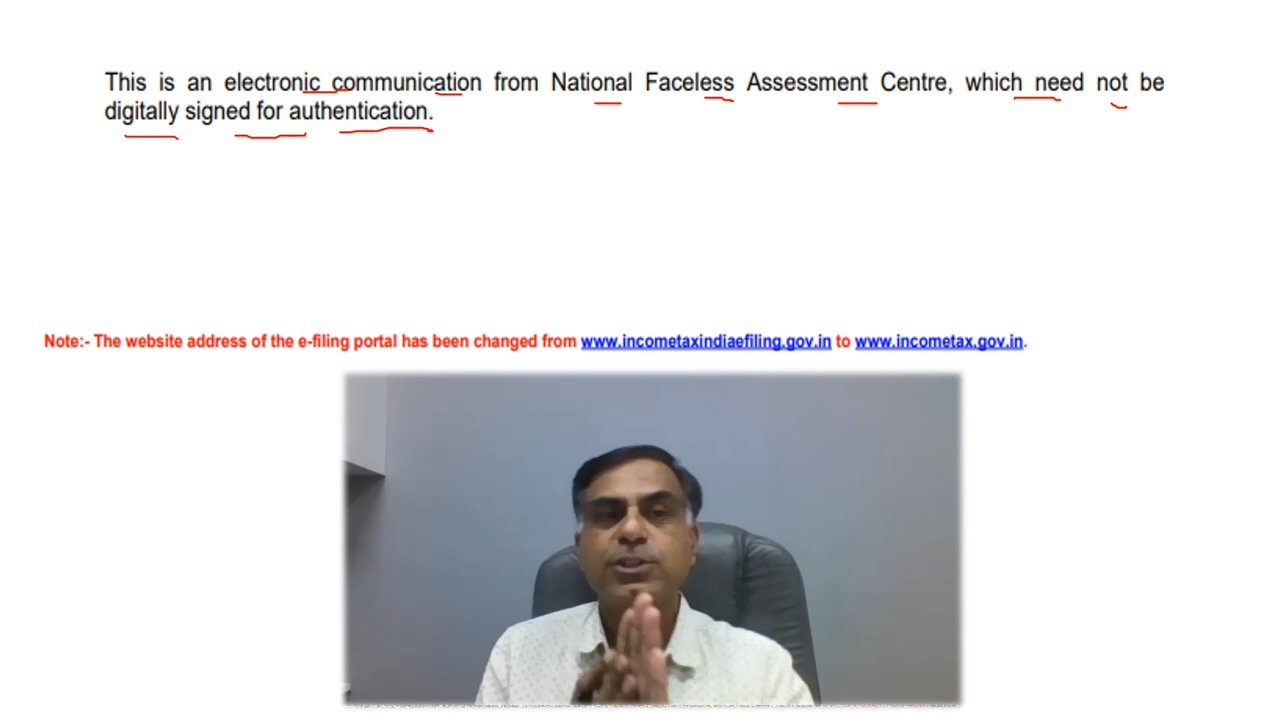 This is an electronic communication from National Faceless Assessment Centre, which need not be
digitally signed for authentication.
Note:- The website address of the e-filing portal has been changed from www.incometaxindiaefiling.gov.in to www.incometax.gov.in.